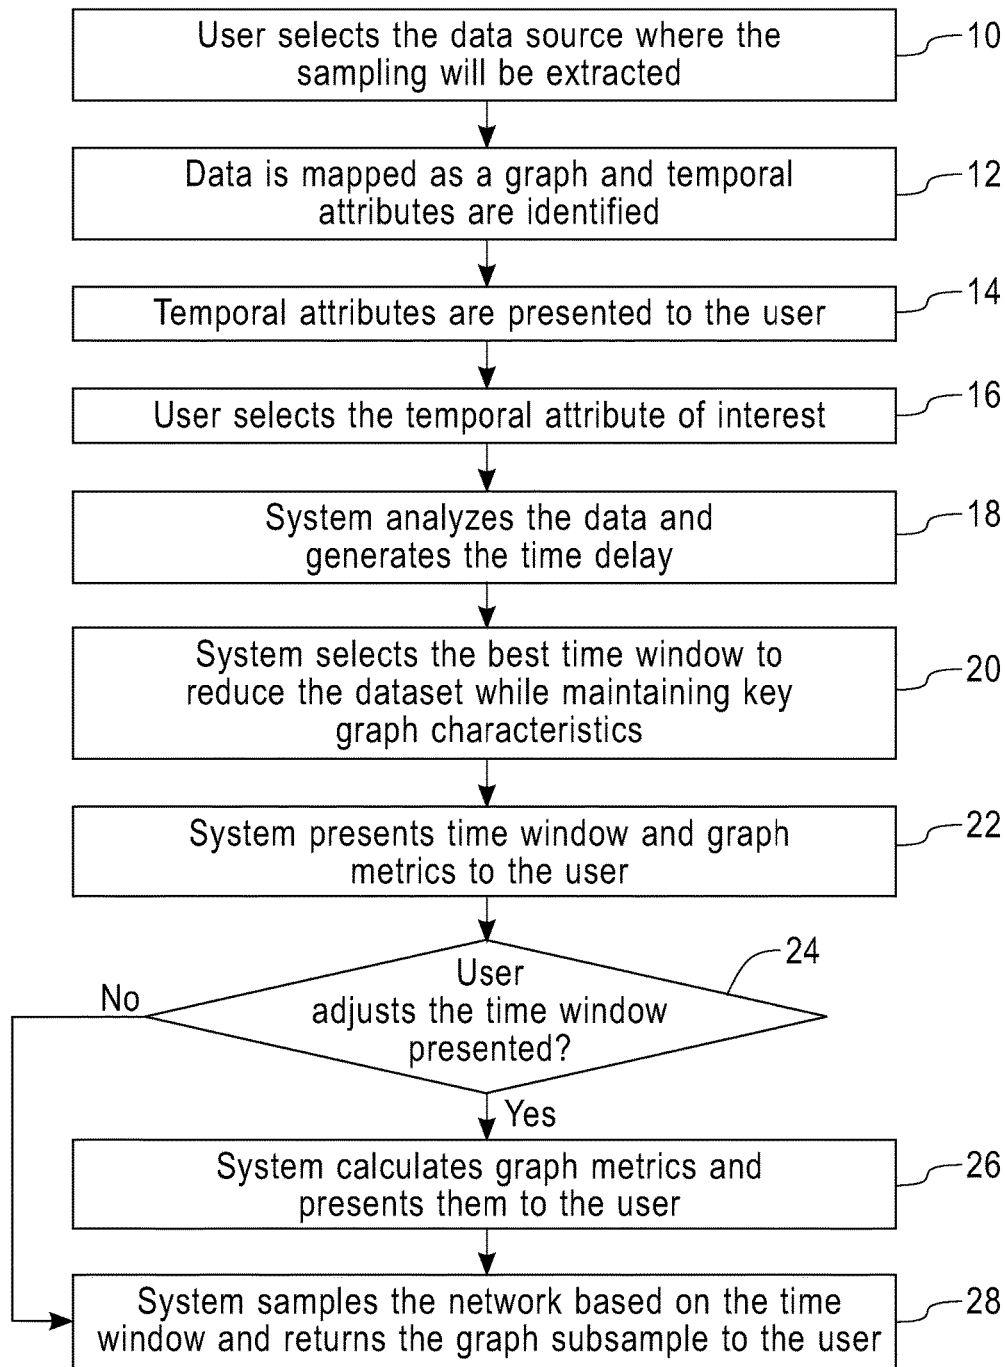 User selects the data source where the
sampling will be extracted
10
Data is mapped as a graph and temporal
attributes are identified
12
Temporal attributes are presented to the user
14
User selects the temporal attribute of interest
16
System analyzes the data and
generates the time delay
18
System selects the best time window to
reduce the dataset while maintaining key
graph characteristics
20
System presents time window and graph
metrics to the user
22
User
adjusts the time window
presented?
24
No
Yes
System calculates graph metrics and
presents them to the user
26
System samples the network based on the time
window and returns the graph subsample to the user
28